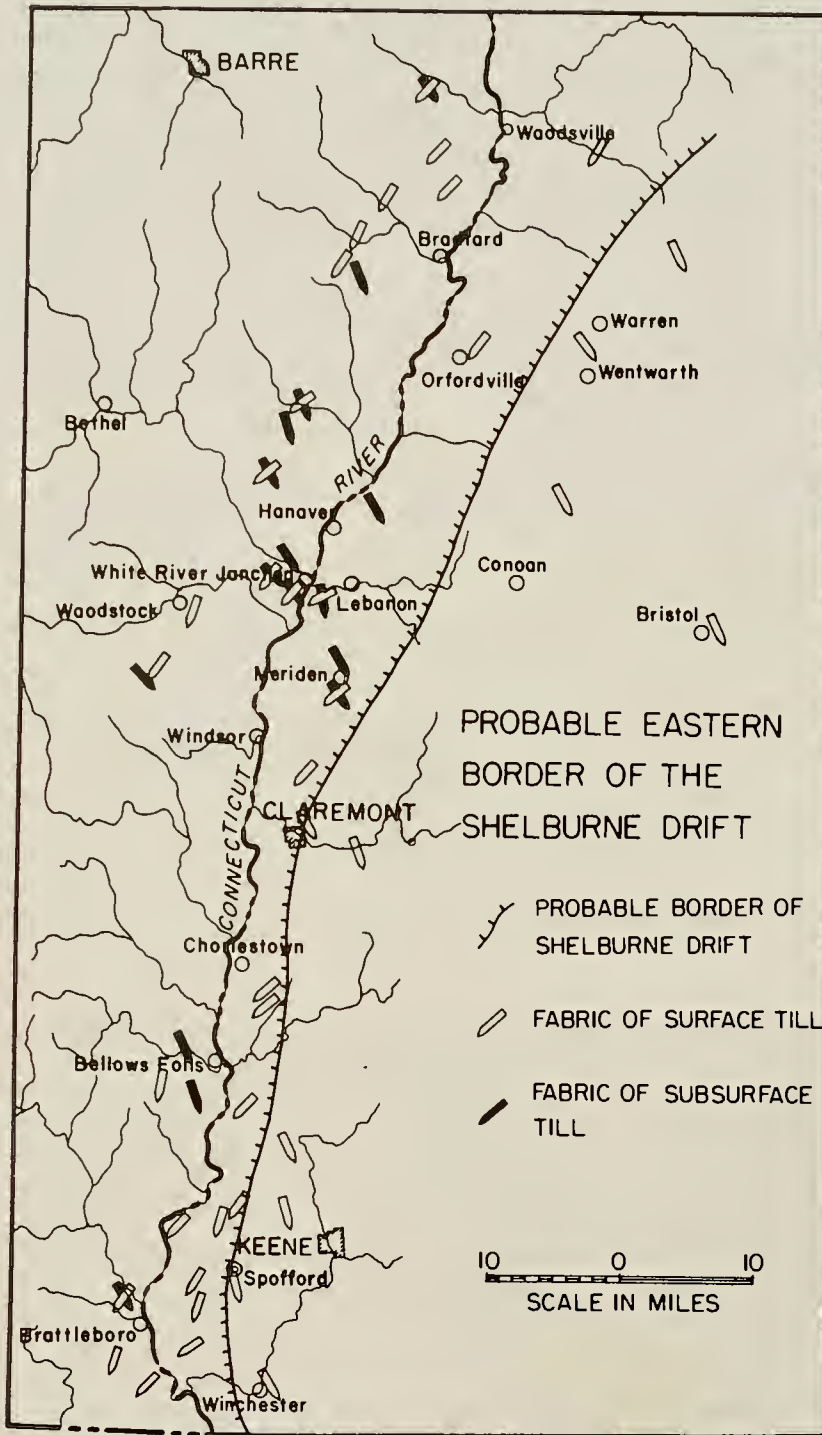 BARRE
Woodsville
Bradford
Warren
Orfordville
Wentworth
Bethel
RIVER
Hanover
White River Junction
Conoan
Lebanon
Woodstock
Bristol
Meriden
PROBABLE EASTERN
BORDER OF THE
SHELBURNE DRIFT
Windsor
CONNECTICUT
CLAREMONT
PROBABLE BORDER OF
SHELBURNE DRIFT
Charlestown
FABRIC OF SURFACE TILL
Bellows Falls
FABRIC OF SUBSURFACE
TILL
KEENE
Spofford
10 0 10
SCALE IN MILES
Brattleboro
Winchester